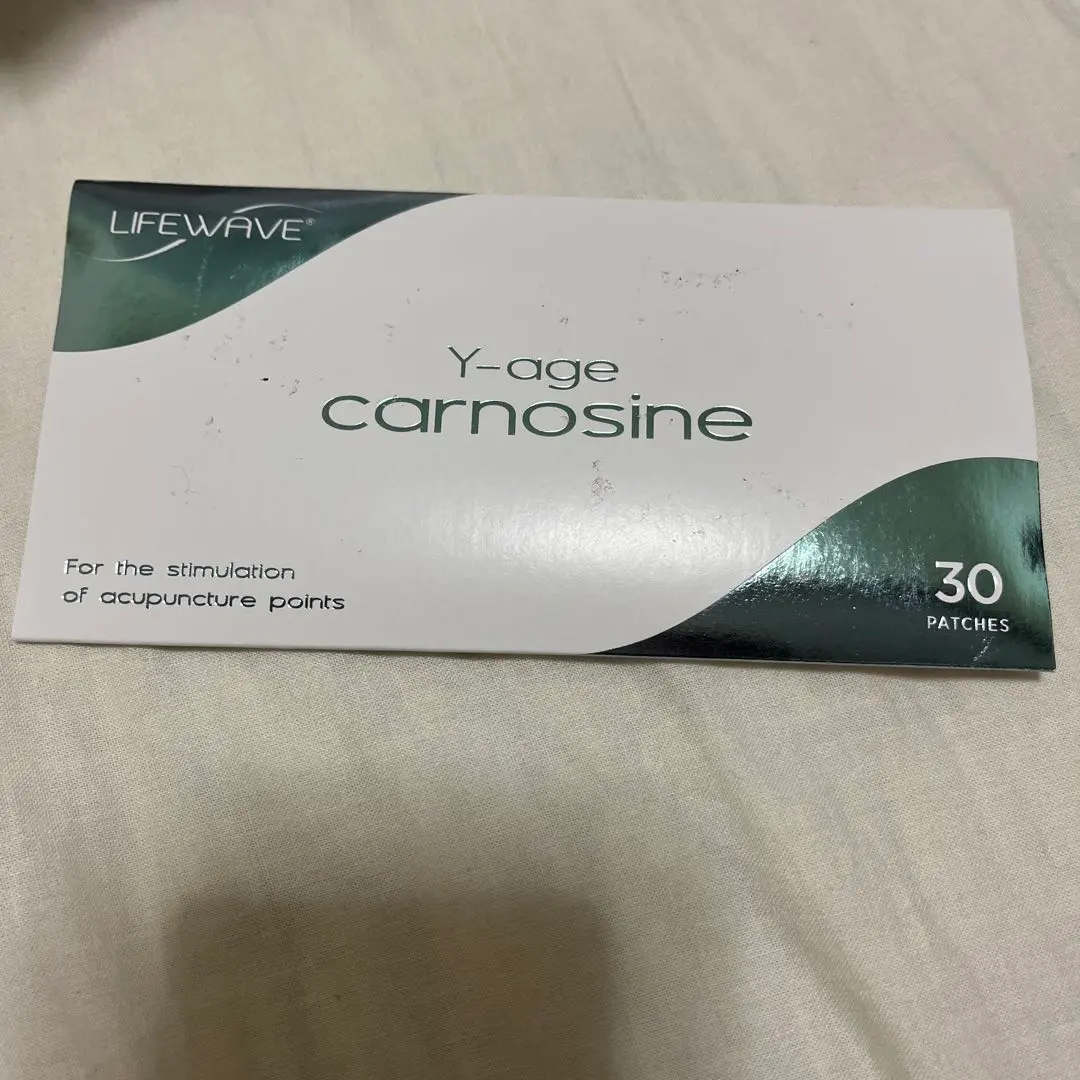 LIFEWAVE®
Y-age
carnosine
For the stimulation
of acupuncture points
30
PATCHES